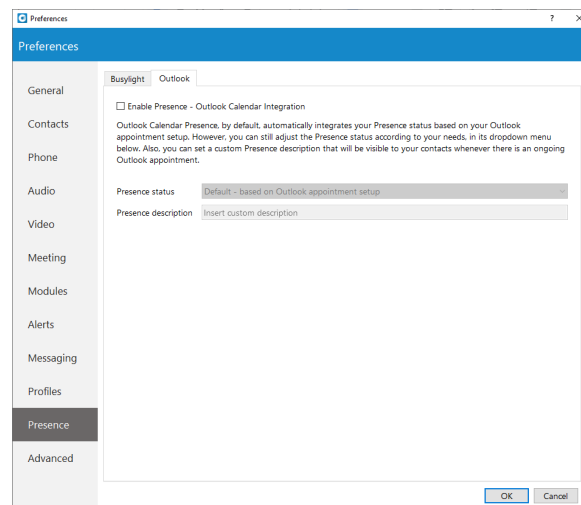 Preferences
?
Preferences
General
Contacts
Phone
Audio
Video
Meeting
Modules
Alerts
Messaging
Profiles
Presence
Advanced
Busylight Outlook
Enable Presence - Outlook Calendar Integration
Outlook Calendar Presence, by default, automatically integrates your Presence status based on your Outlook
appointment setup. However, you can still adjust the Presence status according to your needs, in its dropdown menu
below. Also, you can set a custom Presence description that will be visible to your contacts whenever there is an ongoing
Outlook appointment.
Presence status Default - based on Outlook appointment setup
Presence description Insert custom description
OK Cancel